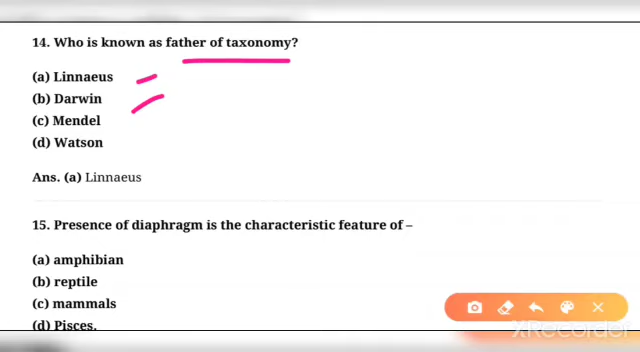 14. Who is known as father of taxonomy?
(a) Linnaeus
(b) Darwin
(c) Mendel
(d) Watson
Ans. (a) Linnaeus
15. Presence of diaphragm is the characteristic feature of –
(a) amphibian
(b) reptile
(c) mammals
(d) Pisces.
XRecorder